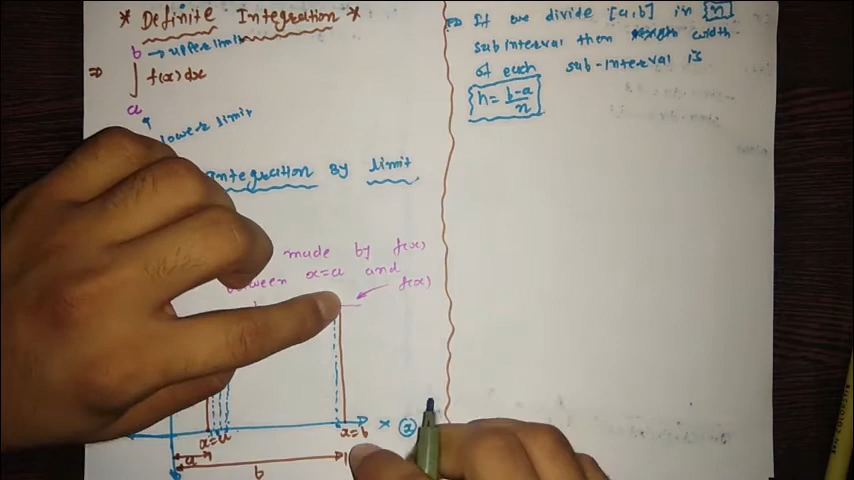 * Definite Integration *
b → upper limit
⇒ ∫ f(x) dx
a
lower limit
integration By limit
made by f(x)
between x=a and
f(x)
x=a
x=b
x
a
b
⇒ If we divide [a,b] in n
sub interval then width
of each sub-interval is
h = b-a/n